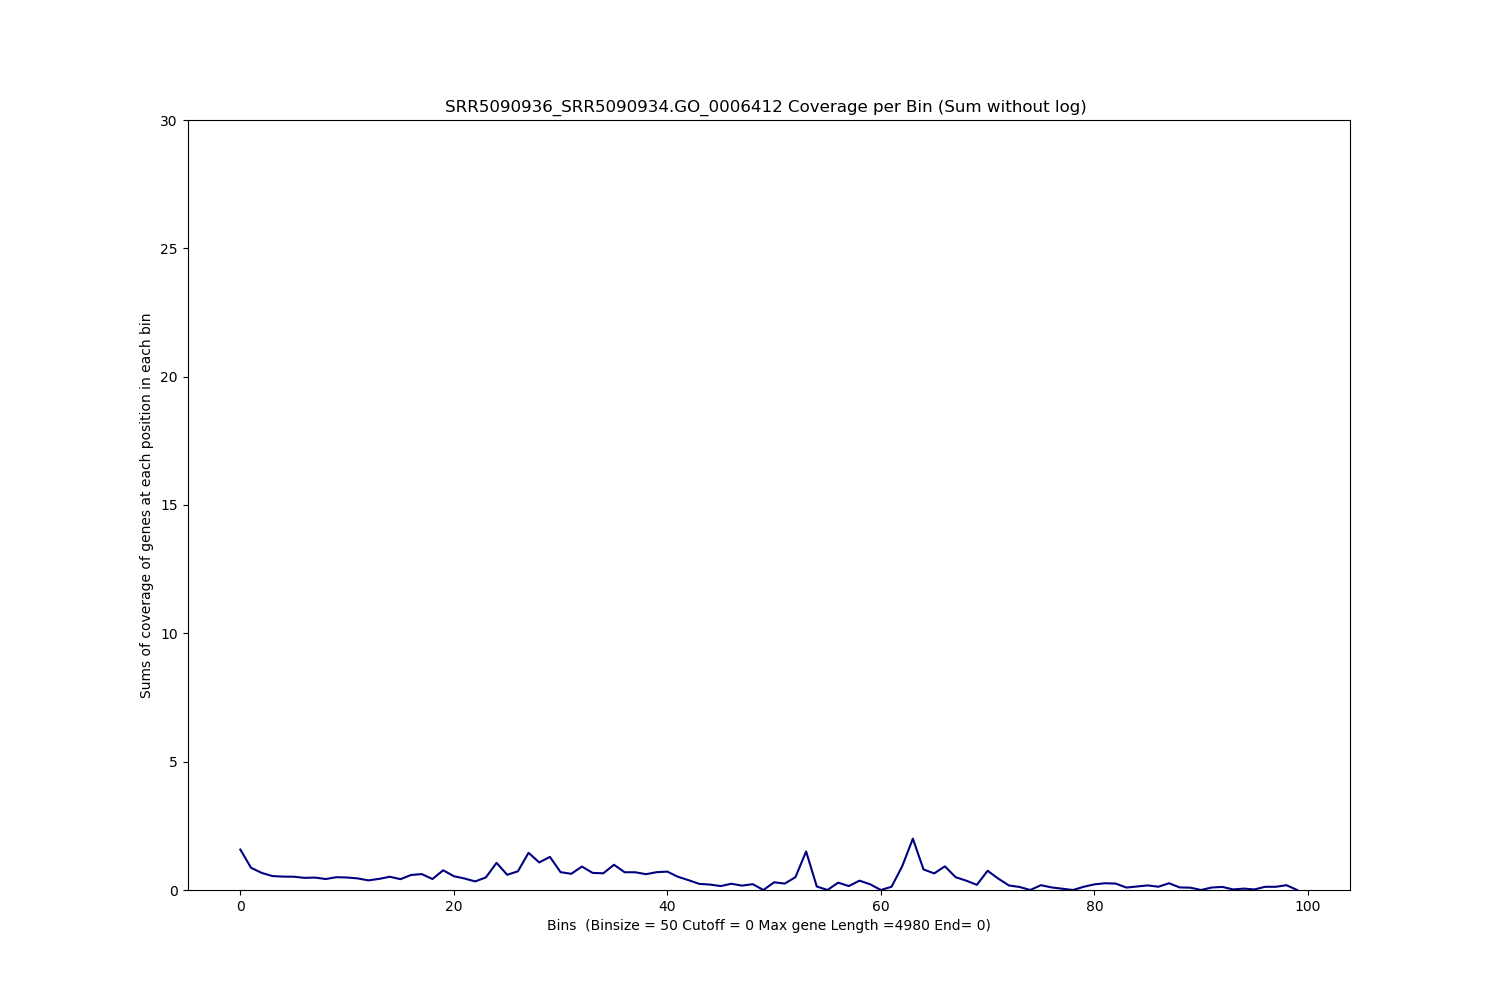 SRR5090936_SRR5090934.GO_0006412 Coverage per Bin (Sum without log)
30
25
20
15
10
5
0
Sums of coverage of genes at each position in each bin
0 20 40 60 80 100
Bins  (Binsize = 50 Cutoff = 0 Max gene Length =4980 End= 0)